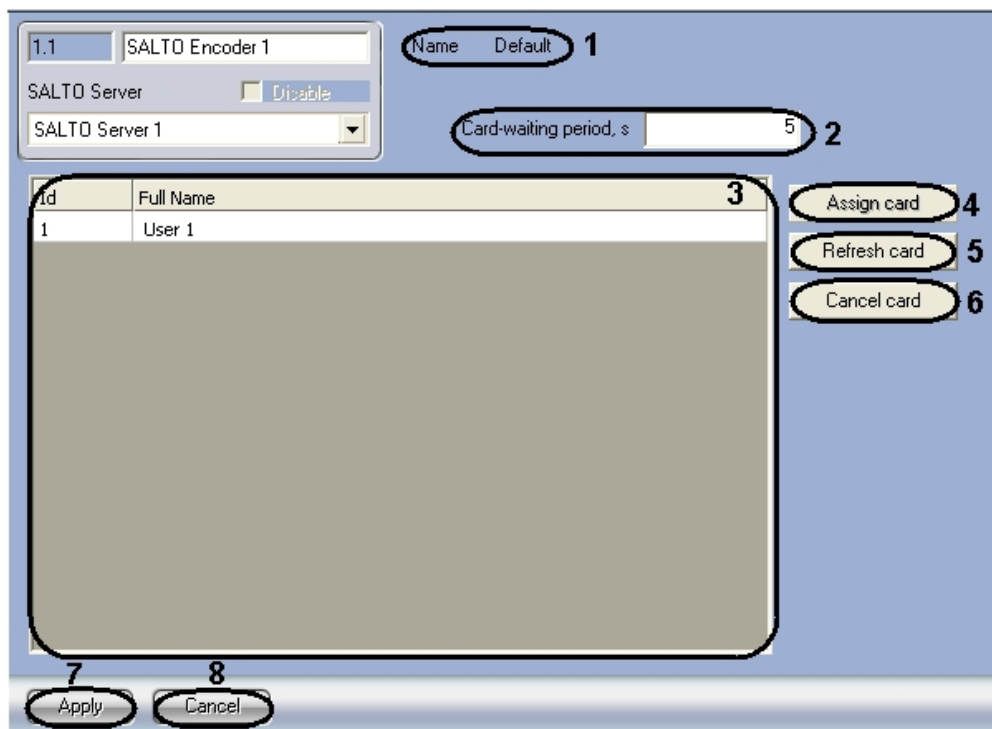 1.1 SALTO Encoder 1
Name Default 1
SALTO Server Disable
SALTO Server 1
Card-waiting period, s 5 2
Id Full Name 3
1 User 1
Assign card 4
Refresh card 5
Cancel card 6
7 8
Apply Cancel